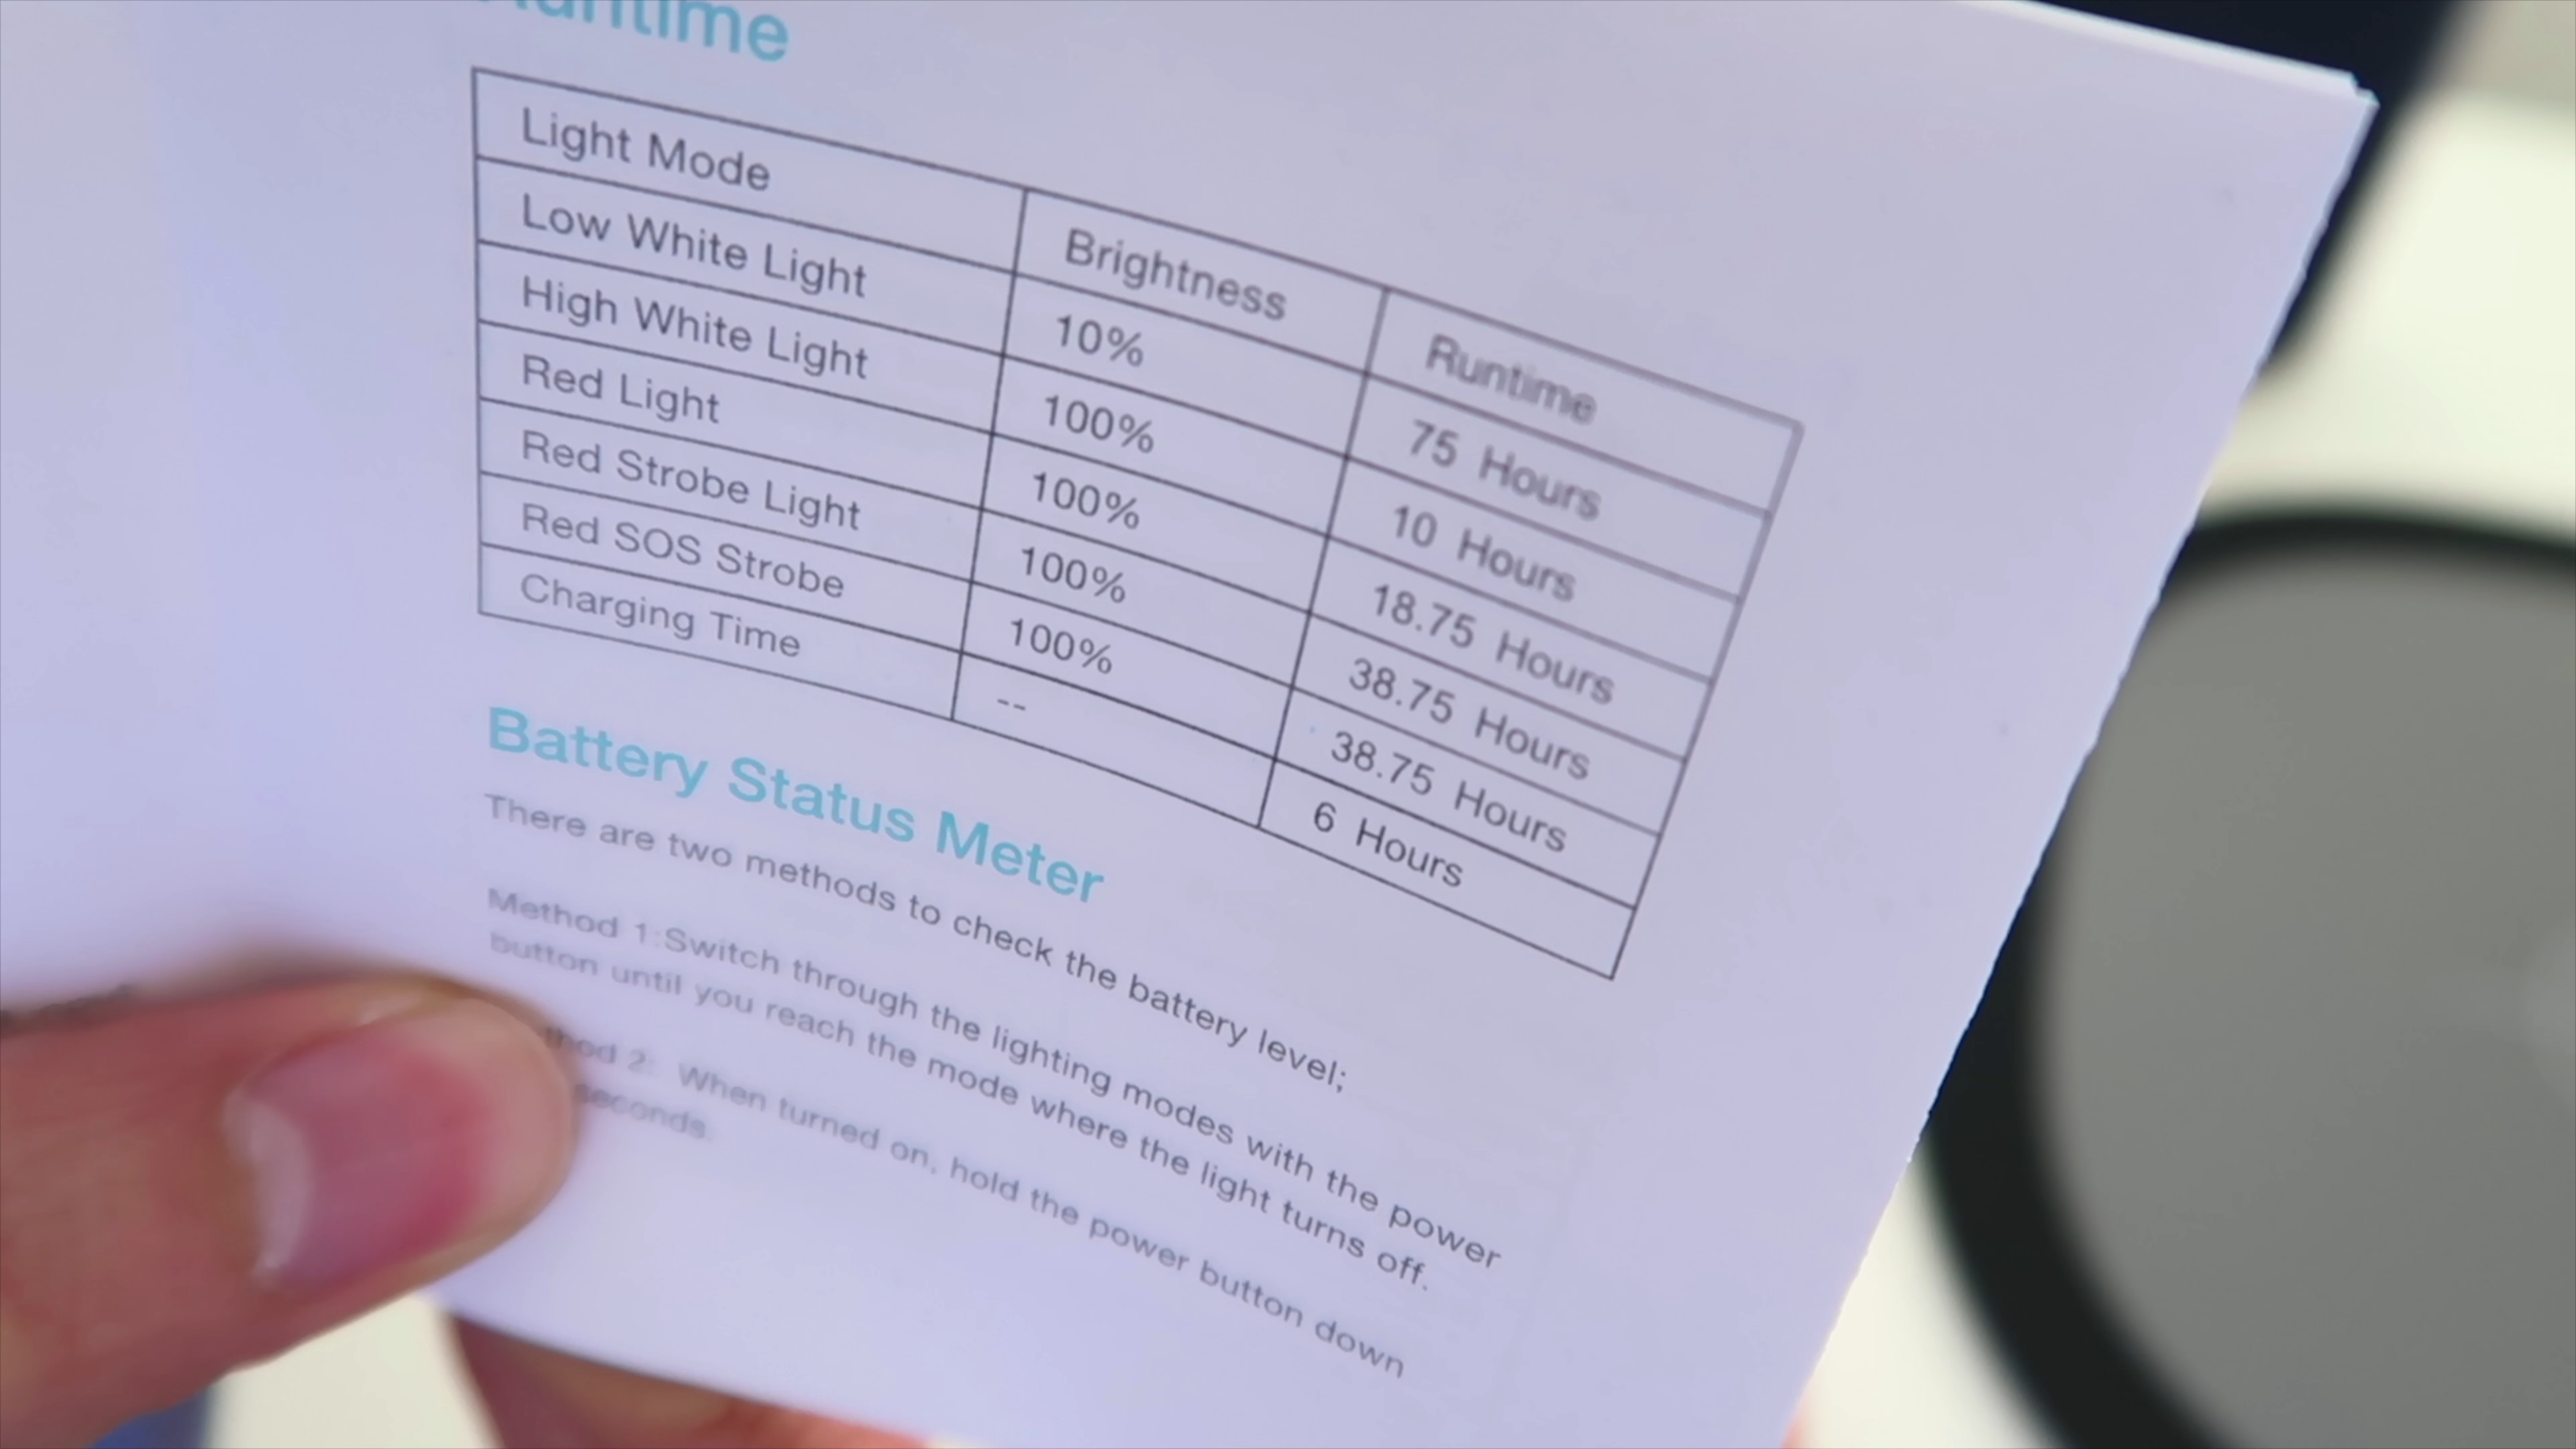 Runtime
Light Mode Brightness Runtime
Low White Light 10% 75 Hours
High White Light 100% 10 Hours
Red Light 100% 18.75 Hours
Red Strobe Light 100% 38.75 Hours
Red SOS Strobe 100% 38.75 Hours
Charging Time -- 6 Hours
Battery Status Meter
There are two methods to check the battery level;
Method 1:Switch through the lighting modes with the power
button until you reach the mode where the light turns off.
thod 2: When turned on, hold the power button down
seconds.